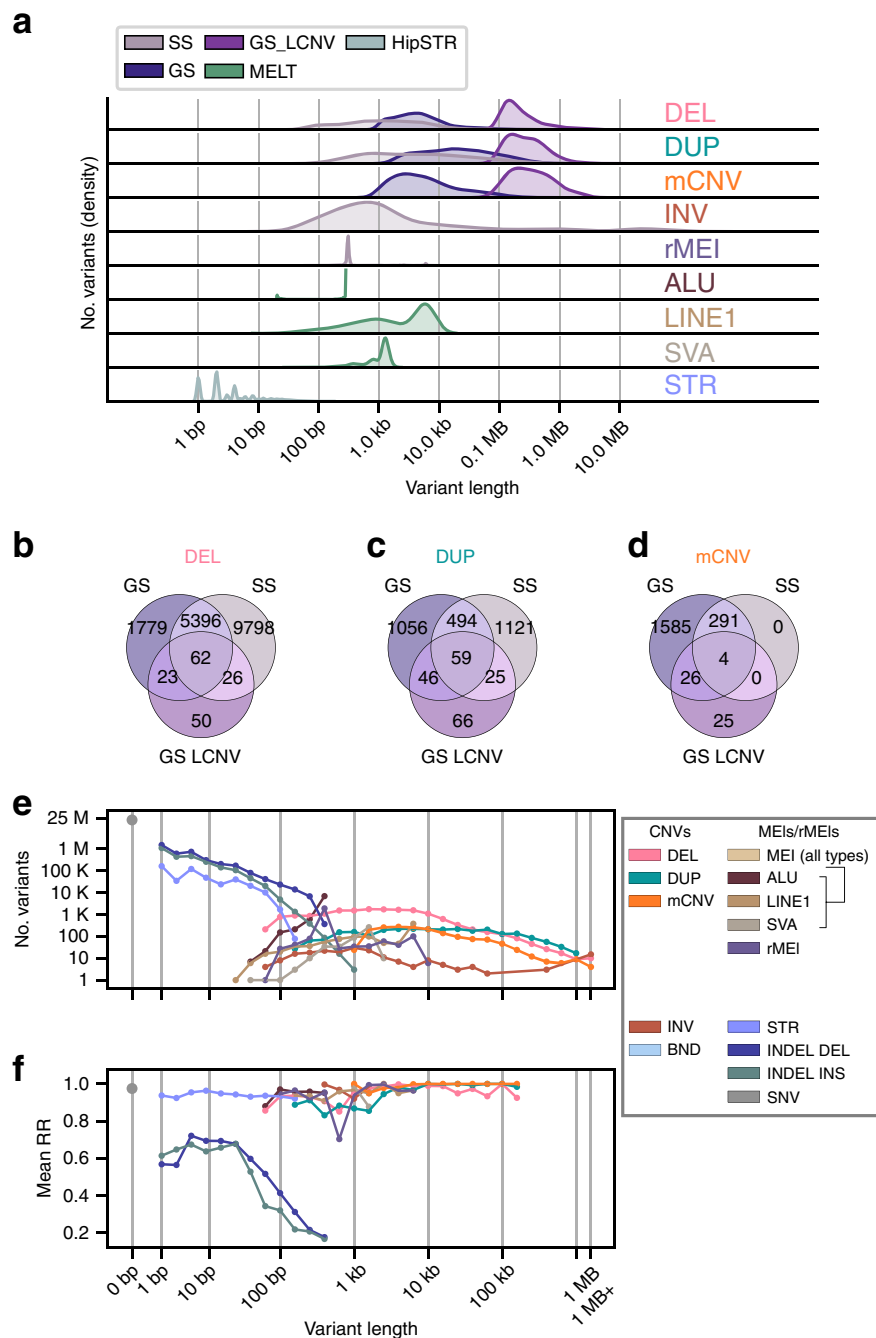 a
SS GS_LCNV HipSTR
GS MELT
No. variants (density)
DEL
DUP
mCNV
INV
rMEI
ALU
LINE1
SVA
STR
1 bp 10 bp 100 bp 1.0 kb 10.0 kb 0.1 MB 1.0 MB 10.0 MB
Variant length
b DEL
GS SS
1779 5396 9798
62
23 26
50
GS LCNV
c DUP
GS SS
1056 494 1121
59
46 25
66
GS LCNV
d mCNV
GS SS
1585 291 0
4
26 0
25
GS LCNV
e
No. variants
25 M
1 M
100 K
10 K
1 K
100
10
1
CNVs MEIs/rMEIs
DEL MEI (all types)
DUP ALU
mCNV LINE1
SVA
rMEI
INV STR
BND INDEL DEL
INDEL INS
SNV
f
Mean RR
1.0
0.8
0.6
0.4
0.2
0 bp 1 bp 10 bp 100 bp 1 kb 10 kb 100 kb 1 MB 1 MB+
Variant length